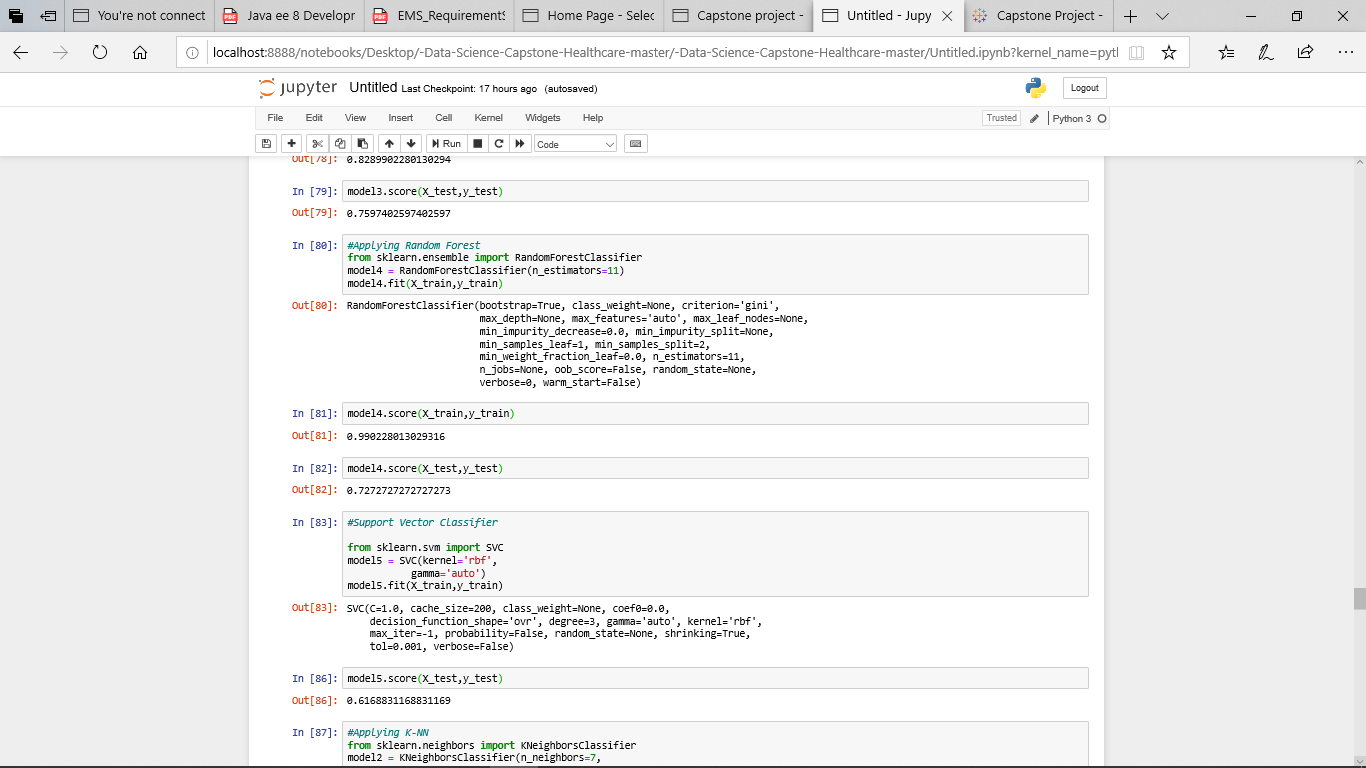 You're not connect
Java ee 8 Developr
EMS_Requirements
Home Page - Selec
Capstone project -
Untitled - Jupy
Capstone Project -
localhost:8888/notebooks/Desktop/-Data-Science-Capstone-Healthcare-master/-Data-Science-Capstone-Healthcare-master/Untitled.ipynb?kernel_name=pyt
jupyter Untitled Last Checkpoint: 17 hours ago (autosaved)
Logout
File Edit View Insert Cell Kernel Widgets Help
Trusted
Python 3
Run
Code
Out[78]: 0.8289902280130294
In [79]: model3.score(X_test,y_test)
Out[79]: 0.7597402597402597
In [80]: #Applying Random Forest
from sklearn.ensemble import RandomForestClassifier
model4 = RandomForestClassifier(n_estimators=11)
model4.fit(X_train,y_train)
Out[80]: RandomForestClassifier(bootstrap=True, class_weight=None, criterion='gini',
max_depth=None, max_features='auto', max_leaf_nodes=None,
min_impurity_decrease=0.0, min_impurity_split=None,
min_samples_leaf=1, min_samples_split=2,
min_weight_fraction_leaf=0.0, n_estimators=11,
n_jobs=None, oob_score=False, random_state=None,
verbose=0, warm_start=False)
In [81]: model4.score(X_train,y_train)
Out[81]: 0.990228013029316
In [82]: model4.score(X_test,y_test)
Out[82]: 0.7272727272727273
In [83]: #Support Vector Classifier
from sklearn.svm import SVC
model5 = SVC(kernel='rbf',
gamma='auto')
model5.fit(X_train,y_train)
Out[83]: SVC(C=1.0, cache_size=200, class_weight=None, coef0=0.0,
decision_function_shape='ovr', degree=3, gamma='auto', kernel='rbf',
max_iter=-1, probability=False, random_state=None, shrinking=True,
tol=0.001, verbose=False)
In [86]: model5.score(X_test,y_test)
Out[86]: 0.6168831168831169
In [87]: #Applying K-NN
from sklearn.neighbors import KNeighborsClassifier
model2 = KNeighborsClassifier(n_neighbors=7,